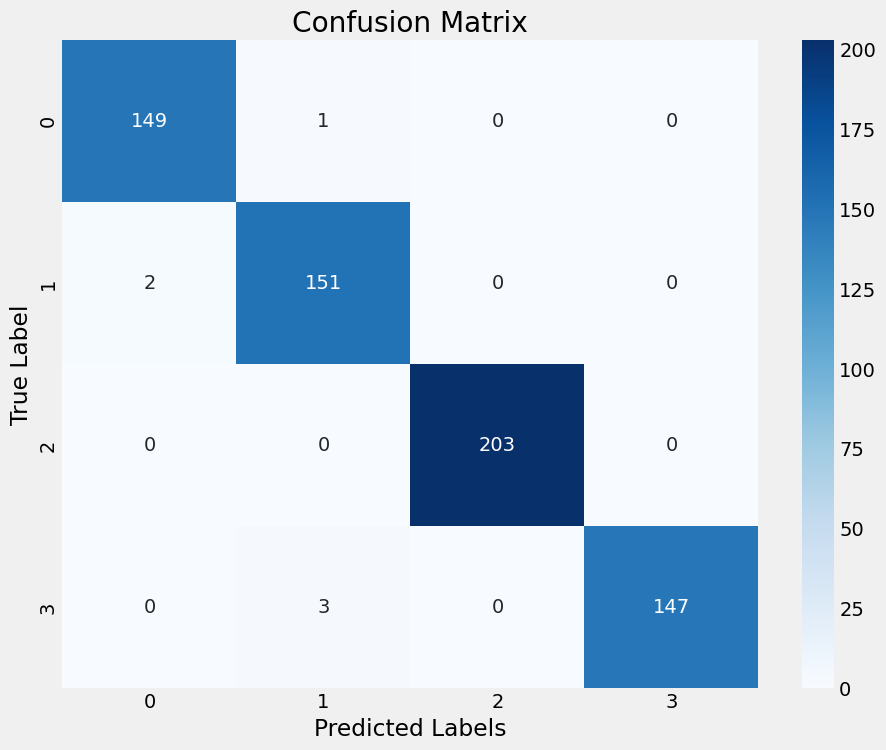 Confusion Matrix
True Label
0 149 1 0 0
1 2 151 0 0
2 0 0 203 0
3 0 3 0 147
0 1 2 3
Predicted Labels
200
175
150
125
100
75
50
25
0